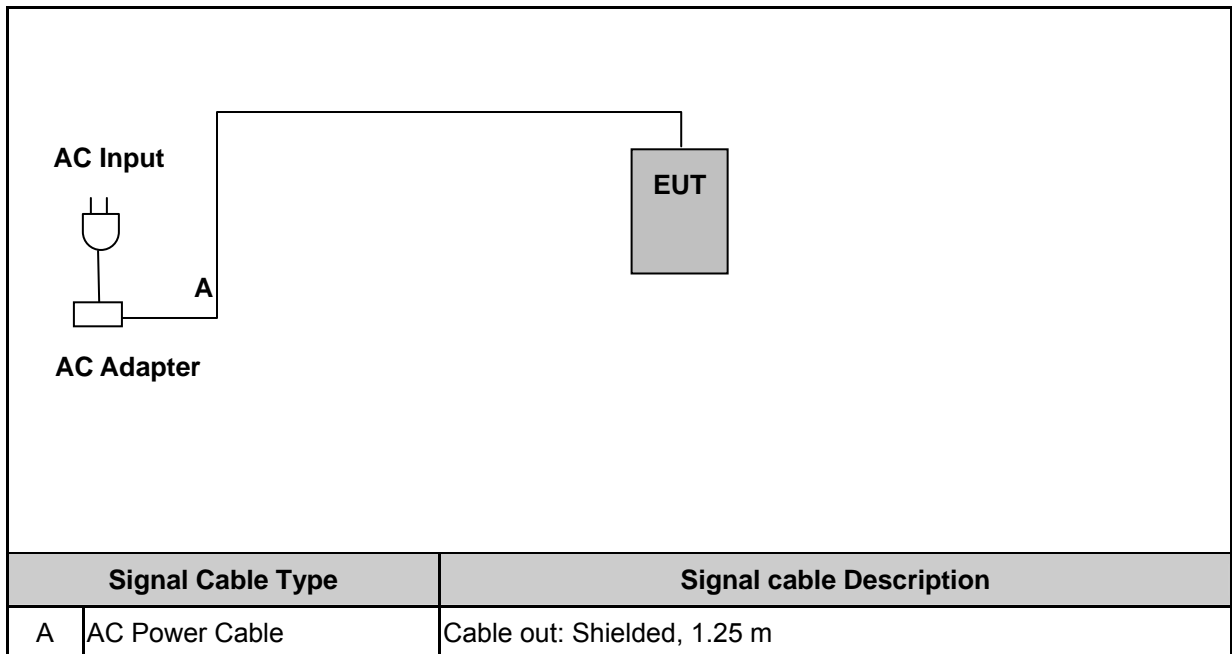 AC Input
EUT
A
AC Adapter
Signal Cable Type Signal cable Description
A AC Power Cable Cable out: Shielded, 1.25 m